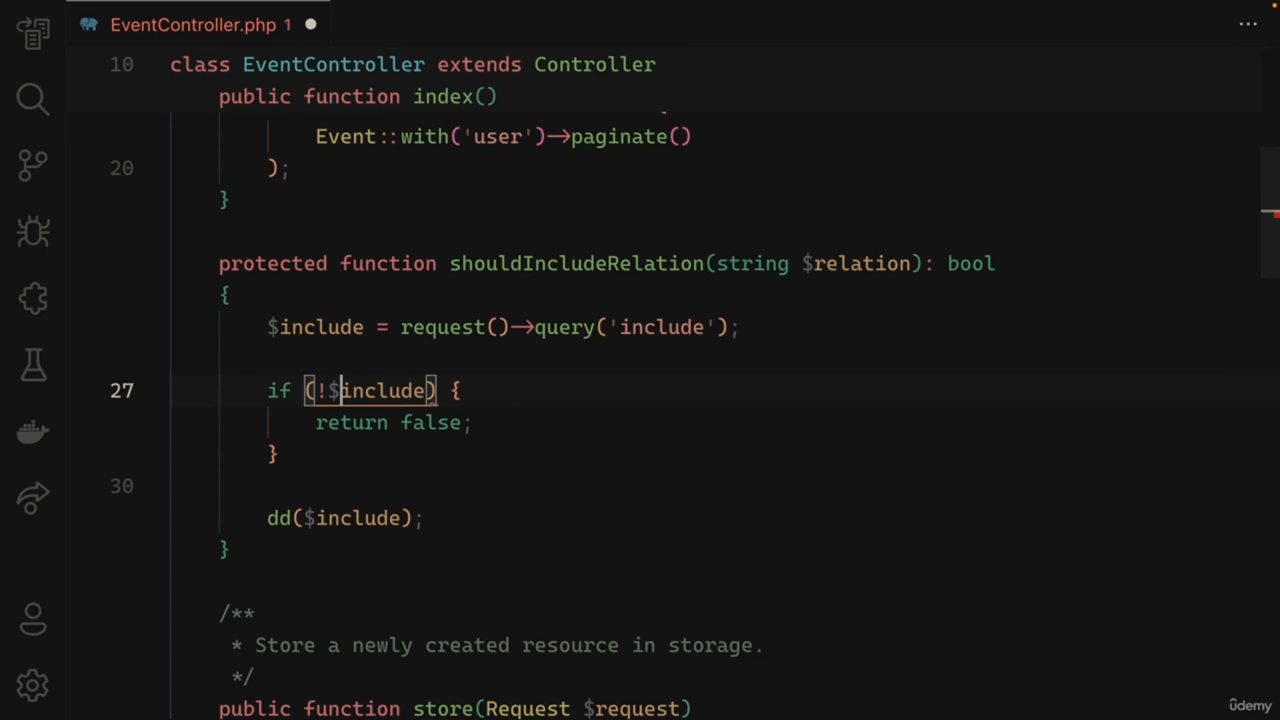 EventController.php 1
10 class EventController extends Controller
public function index()
Event::with('user')->paginate()
20 );
}
protected function shouldIncludeRelation(string $relation): bool
{
$include = request()->query('include');
27 if (!$include) {
return false;
}
30
dd($include);
}
/**
* Store a newly created resource in storage.
*/
public function store(Request $request)
ûdemy